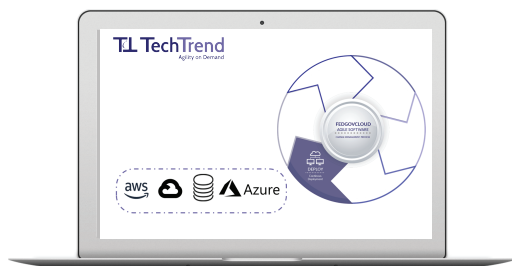 TechTrend
Agility on Demand
FEDGOVCLOUD
AGILE SOFTWARE
DEPLOY
aws
Azure